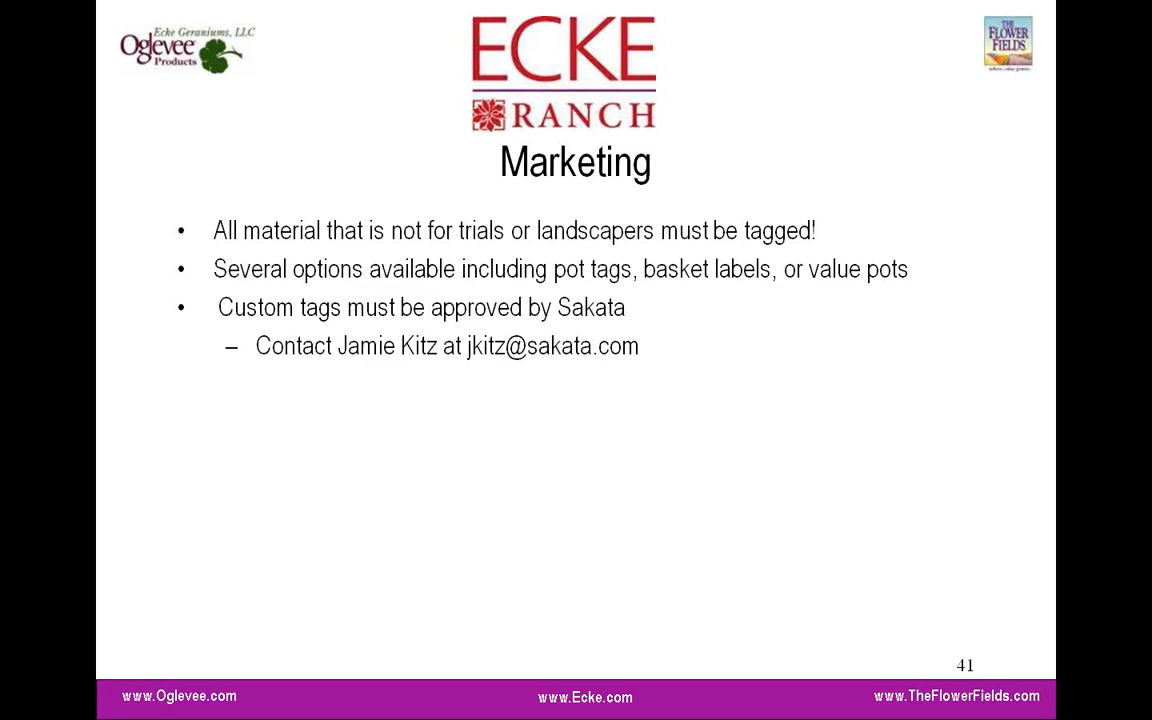 Ecke Geraniums, LLC
Oglevee
Products
ECKE
RANCH
THE
FLOWER
FIELDS
Marketing
• All material that is not for trials or landscapers must be tagged!
• Several options available including pot tags, basket labels, or value pots
• Custom tags must be approved by Sakata
– Contact Jamie Kitz at jkitz@sakata.com
41
www.Oglevee.com
www.Ecke.com
www.TheFlowerFields.com